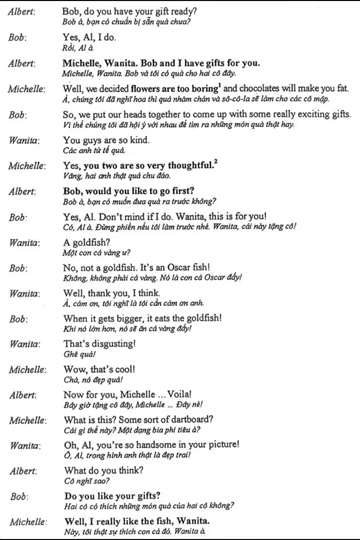 Albert: Bob, do you have your gift ready?
Bob à, bạn có chuẩn bị sẵn quà chưa?
Bob: Yes, Al, I do.
Rồi, Al à.
Albert: Michelle, Wanita. Bob and I have gifts for you.
Michelle, Wanita. Bob và tôi có quà cho hai cô đây.
Michelle: Well, we decided flowers are too boring¹ and chocolates will make you fat.
À, chúng tôi đã nghĩ hoa thì quá nhàm chán và sô-cô-la sẽ làm cho các cô mập.
Bob: So, we put our heads together to come up with some really exciting gifts.
Vì thế chúng tôi đã hội ý với nhau để tìm ra những món quà thật hay.
Wanita: You guys are so kind.
Các anh tử tế quá.
Michelle: Yes, you two are so very thoughtful.²
Vâng, hai anh thật quá chu đáo.
Albert: Bob, would you like to go first?
Bob à, bạn có muốn đưa quà ra trước không?
Bob: Yes, Al. Don't mind if I do. Wanita, this is for you!
Có, Al à. Đừng phiền nếu tôi làm trước nhé. Wanita, cái này tặng cô!
Wanita: A goldfish?
Một con cá vàng ư?
Bob: No, not a goldfish. It's an Oscar fish!
Không, không phải cá vàng. Nó là con cá Oscar đấy!
Wanita: Well, thank you, I think.
À, cám ơn, tôi nghĩ là tôi cần cám ơn anh.
Bob: When it gets bigger, it eats the goldfish!
Khi nó lớn hơn, nó sẽ ăn cá vàng đấy!
Wanita: That's disgusting!
Ghê quá!
Michelle: Wow, that's cool!
Chà, nó đẹp quá!
Albert: Now for you, Michelle ... Voila!
Bây giờ tặng cô đây, Michelle ... Đây nè!
Michelle: What is this? Some sort of dartboard?
Cái gì thế này? Một dạng bia phi tiêu à?
Wanita: Oh, Al, you're so handsome in your picture!
Ồ, Al, trong hình anh thật là đẹp trai!
Albert: What do you think?
Cô nghĩ sao?
Bob: Do you like your gifts?
Hai cô có thích những món quà của hai cô không?
Michelle: Well, I really like the fish, Wanita.
Này, tôi thật sự thích con cá đó. Wanita à.